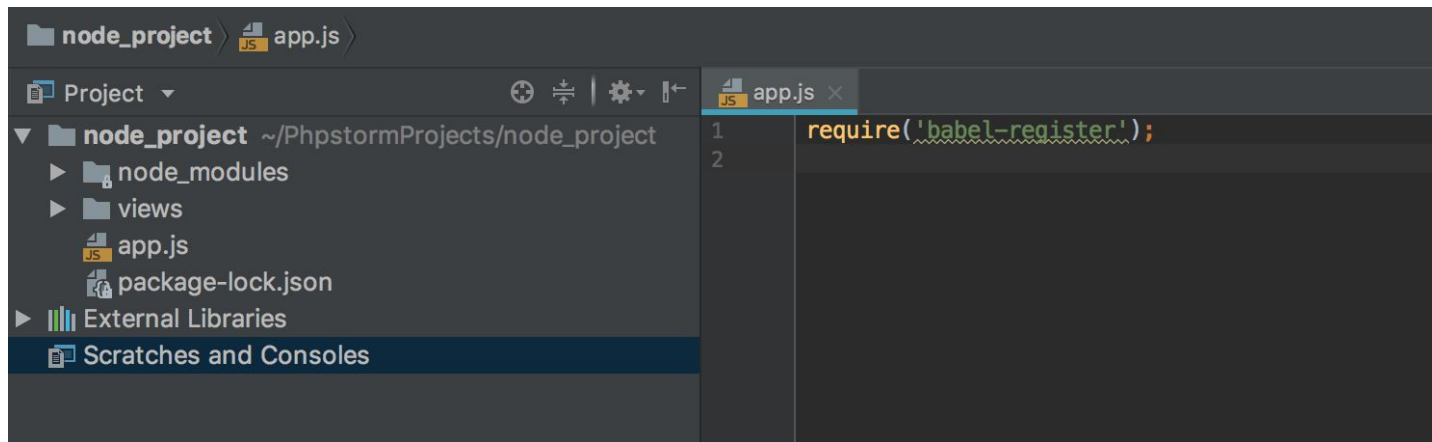 node_project app.js
Project
app.js
node_project ~/PhpstormProjects/node_project
node_modules
views
JS app.js
package-lock.json
External Libraries
Scratches and Consoles
1 require('babel-register');
2